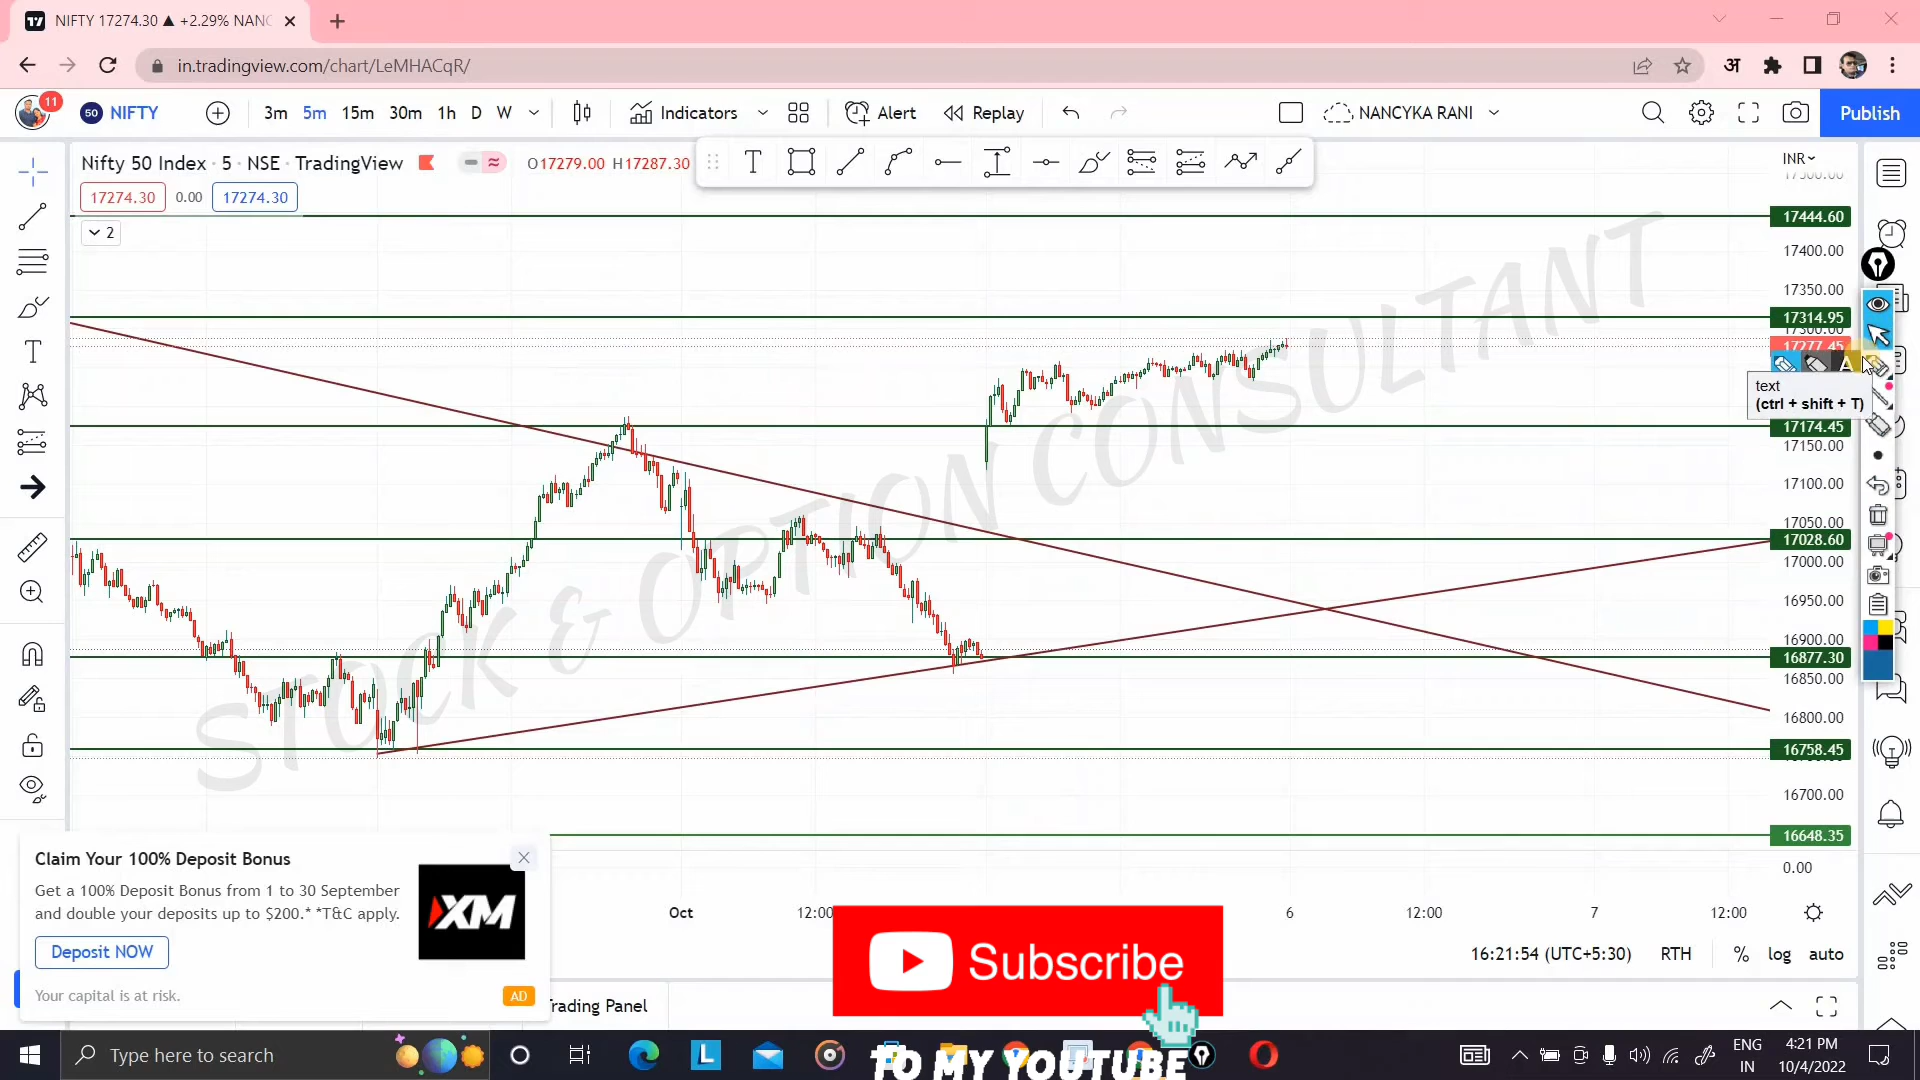 NIFTY 17274.30 ▲ +2.29% NANC
in.tradingview.com/chart/LeMHACqR/
अ
11
50 NIFTY
3m 5m 15m 30m 1h D W
Indicators
Alert
Replay
NANCYKA RANI
Publish
Nifty 50 Index · 5 · NSE · TradingView
O17279.00 H17287.30
INR
17274.30 0.00 17274.30
2
17444.60
17400.00
17350.00
17314.95
17300.00
17277.45
text
(ctrl + shift + T)
17174.45
17150.00
17100.00
17050.00
17028.60
17000.00
16950.00
16900.00
16877.30
16850.00
16800.00
16758.45
16700.00
16648.35
0.00
STOCK & OPTION CONSULTANT
Claim Your 100% Deposit Bonus
Get a 100% Deposit Bonus from 1 to 30 September
and double your deposits up to $200.* *T&C apply.
Deposit NOW
Your capital is at risk.
AD
XM
Oct 12:00 6 12:00 7 12:00
16:21:54 (UTC+5:30) RTH % log auto
Subscribe
TO MY YOUTUBE
rading Panel
Type here to search
ENG
IN
4:21 PM
10/4/2022